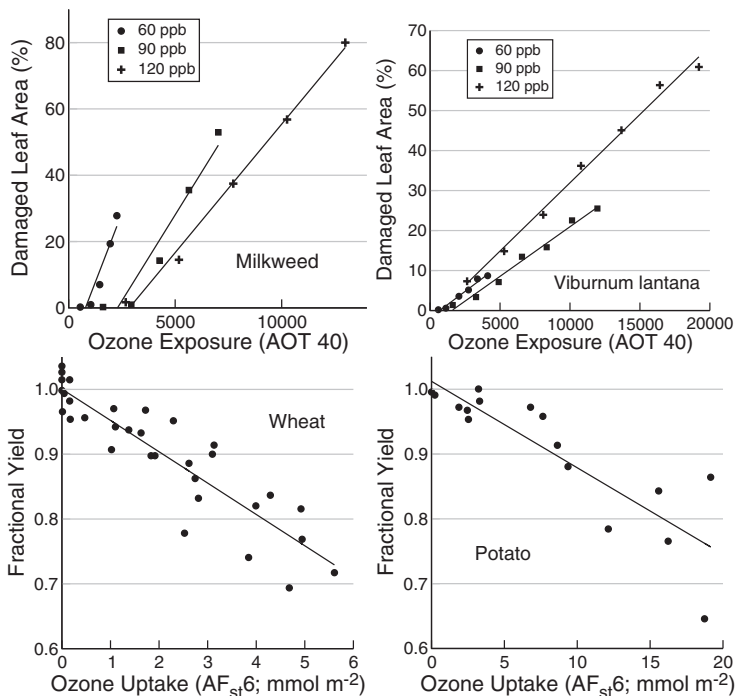 80
60
40
20
0
Damaged Leaf Area (%)
60 ppb
90 ppb
120 ppb
Milkweed
0 5000 10000
Ozone Exposure (AOT 40)
70
60
50
40
30
20
10
0
Damaged Leaf Area (%)
60 ppb
90 ppb
120 ppb
Viburnum lantana
0 5000 10000 15000 20000
Ozone Exposure (AOT 40)
1.0
0.9
0.8
0.7
0.6
Fractional Yield
Wheat
0 1 2 3 4 5 6
Ozone Uptake (AFst6; mmol m-2)
1.0
0.9
0.8
0.7
0.6
Fractional Yield
Potato
0 5 10 15 20
Ozone Uptake (AFst6; mmol m-2)